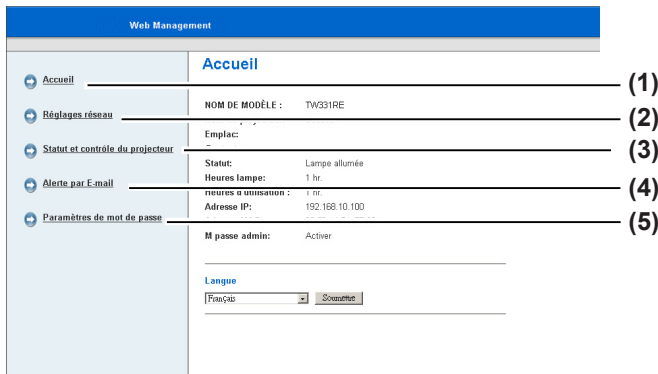 Web Management
Accueil
Réglages réseau
Statut et contrôle du projecteur
Alerte par E-mail
Paramètres de mot de passe
Accueil
NOM DE MODÈLE : TW331RE
Emplac:
Statut: Lampe allumée
Heures lampe: 1 hr.
Heures d'utilisation : 1 hr.
Adresse IP: 192.168.10.100
M passe admin: Activer
Langue
Français Soumettre
(1)
(2)
(3)
(4)
(5)